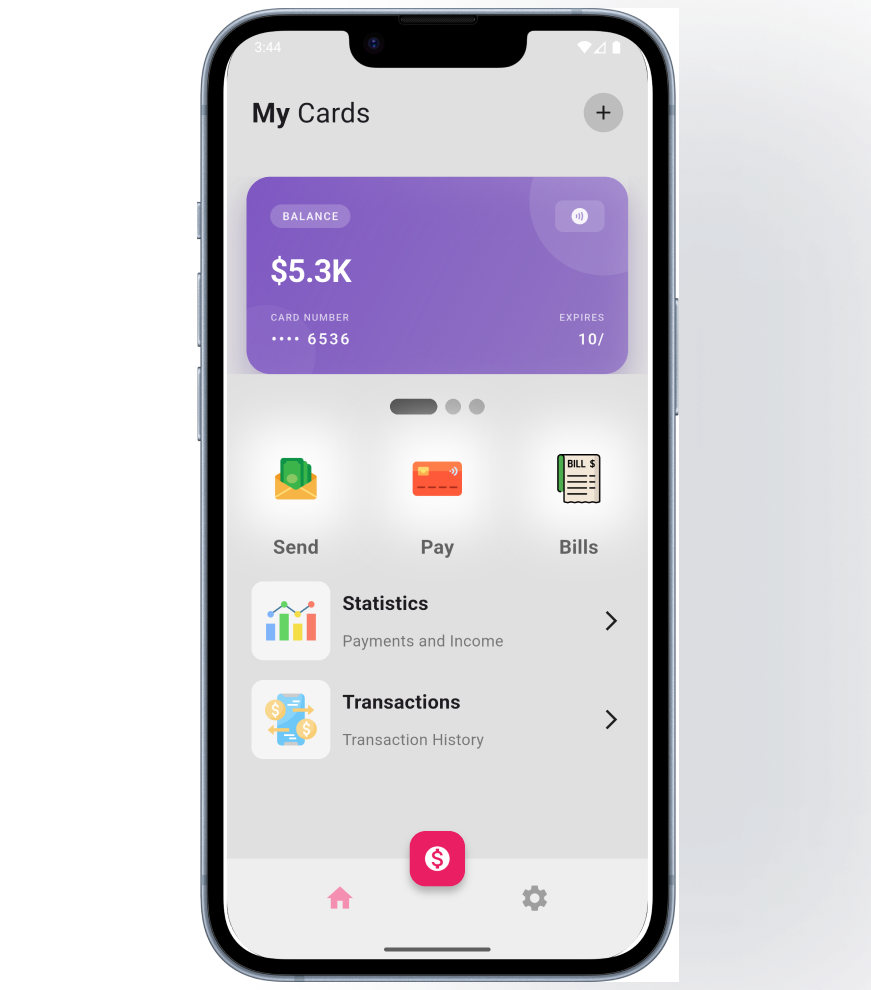 3:44
My Cards
BALANCE
$5.3K
CARD NUMBER
EXPIRES
•••• 6536
10/
BILL $
Send
Pay
Bills
Statistics
Payments and Income
Transactions
Transaction History